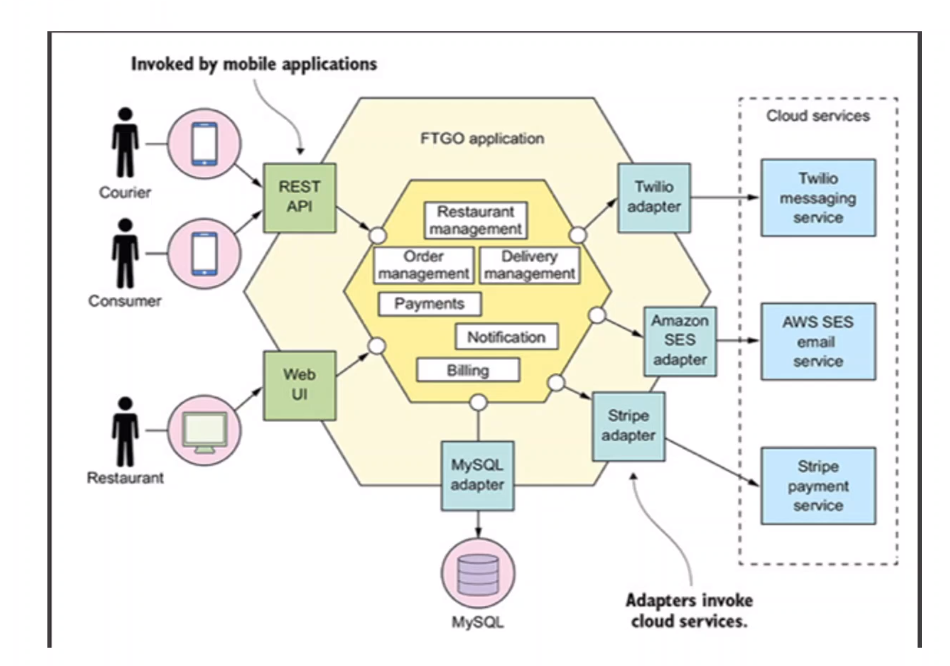 Invoked by mobile applications
FTGO application
Cloud services
Courier
REST
API
Twilio
adapter
Twilio
messaging
service
Restaurant
management
Order
management
Delivery
management
Consumer
Payments
Notification
Billing
Amazon
SES
adapter
AWS SES
email
service
Web
UI
Stripe
adapter
Restaurant
MySQL
adapter
Stripe
payment
service
MySQL
Adapters invoke
cloud services.